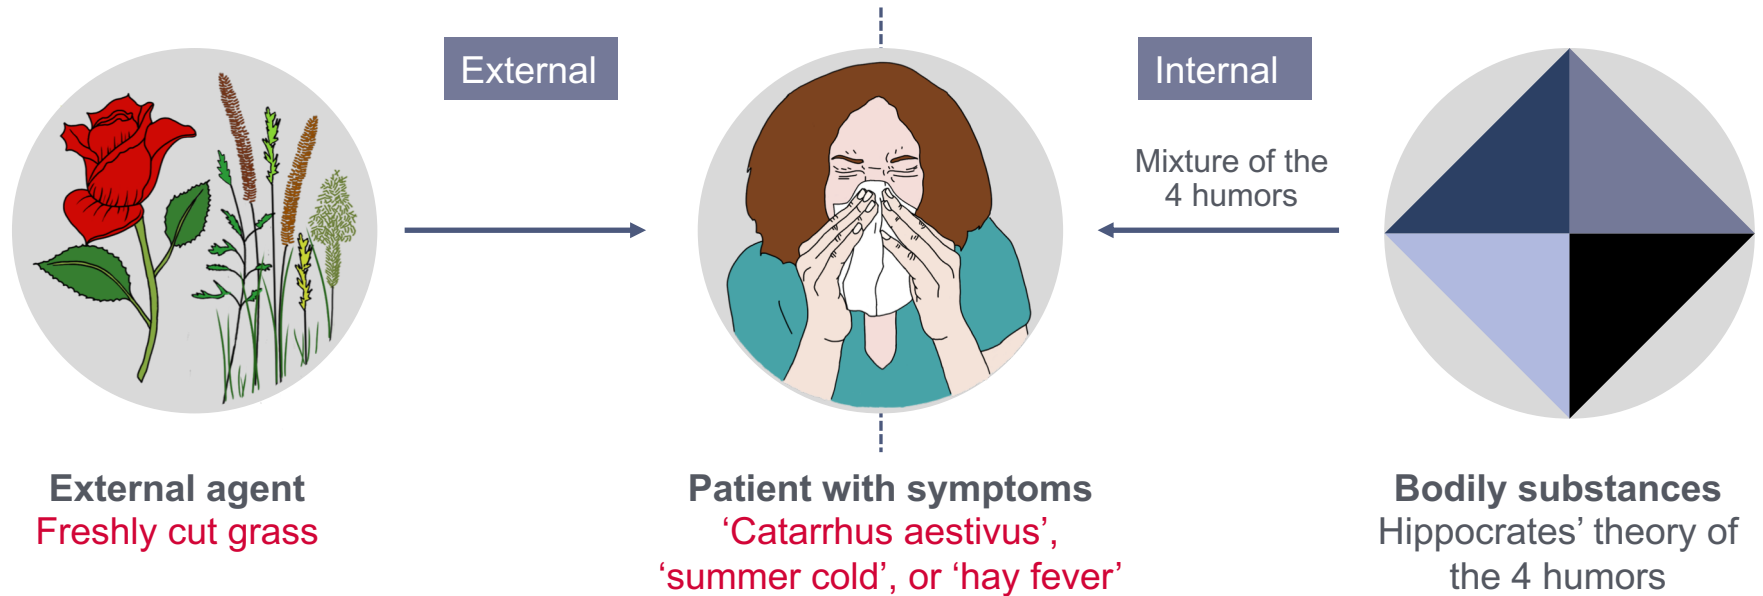 External
Internal
Mixture of the
4 humors
External agent
Freshly cut grass
Patient with symptoms
‘Catarrhus aestivus’,
‘summer cold’, or ‘hay fever’
Bodily substances
Hippocrates’ theory of
the 4 humors